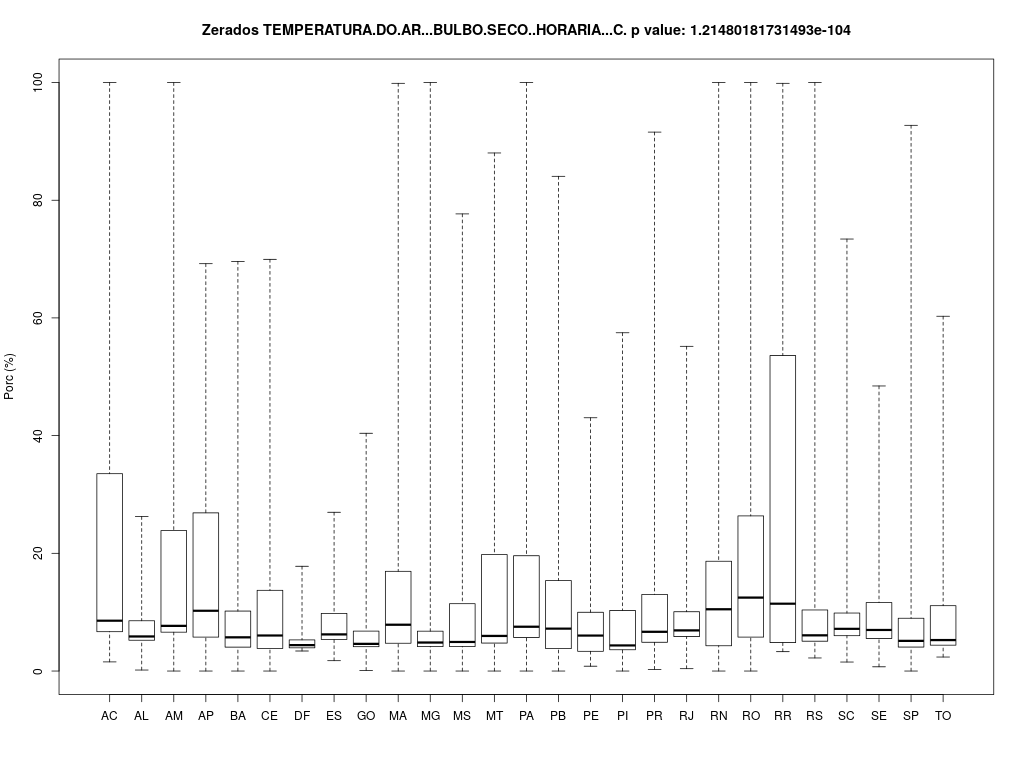 Zerados TEMPERATURA.DO.AR...BULBO.SECO..HORARIA...C. p value: 1.21480181731493e-104
Porc (%)
100
80
60
40
20
0
AC AL AM AP BA CE DF ES GO MA MG MS MT PA PB PE PI PR RJ RN RO RR RS SC SE SP TO